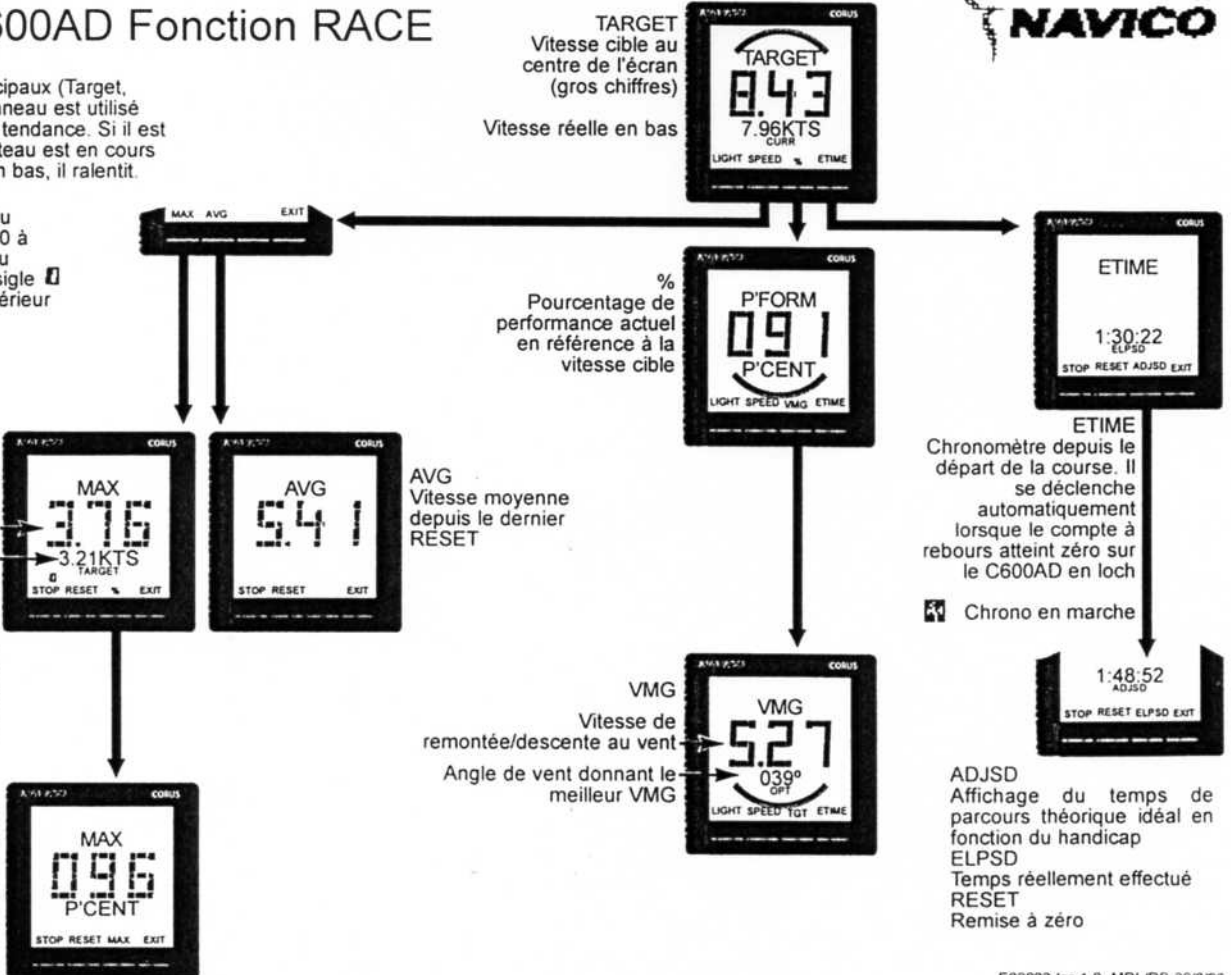 600AD Fonction RACE
NAVICO
cipaux (Target,
neau est utilisé
tendance. Si il est
teau est en cours
n bas, il ralentit.
u
0 à
u
sigle
érieur
TARGET
Vitesse cible au
centre de l'écran
(gros chiffres)
Vitesse réelle en bas
CORUS
TARGET
8.43
7.96KTS
CURR
LIGHT SPEED % ETIME
MAX AVG EXIT
%
Pourcentage de
performance actuel
en référence à la
vitesse cible
CORUS
P'FORM
091
P'CENT
LIGHT SPEED VMG ETIME
CORUS
ETIME
1:30:22
ELPSD
STOP RESET ADJSD EXIT
ETIME
Chronomètre depuis le
départ de la course. Il
se déclenche
automatiquement
lorsque le compte à
rebours atteint zéro sur
le C600AD en loch
Chrono en marche
CORUS
MAX
3.76
3.21KTS
TARGET
STOP RESET % EXIT
CORUS
AVG
5.41
STOP RESET EXIT
AVG
Vitesse moyenne
depuis le dernier
RESET
VMG
Vitesse de
remontée/descente au vent
Angle de vent donnant le
meilleur VMG
CORUS
VMG
5.27
039°
OPT
LIGHT SPEED TGT ETIME
1:48:52
ADJSD
STOP RESET ELPSD EXIT
ADJSD
Affichage du temps de
parcours théorique idéal en
fonction du handicap
ELPSD
Temps réellement effectué
RESET
Remise à zéro
CORUS
MAX
096
P'CENT
STOP RESET MAX EXIT